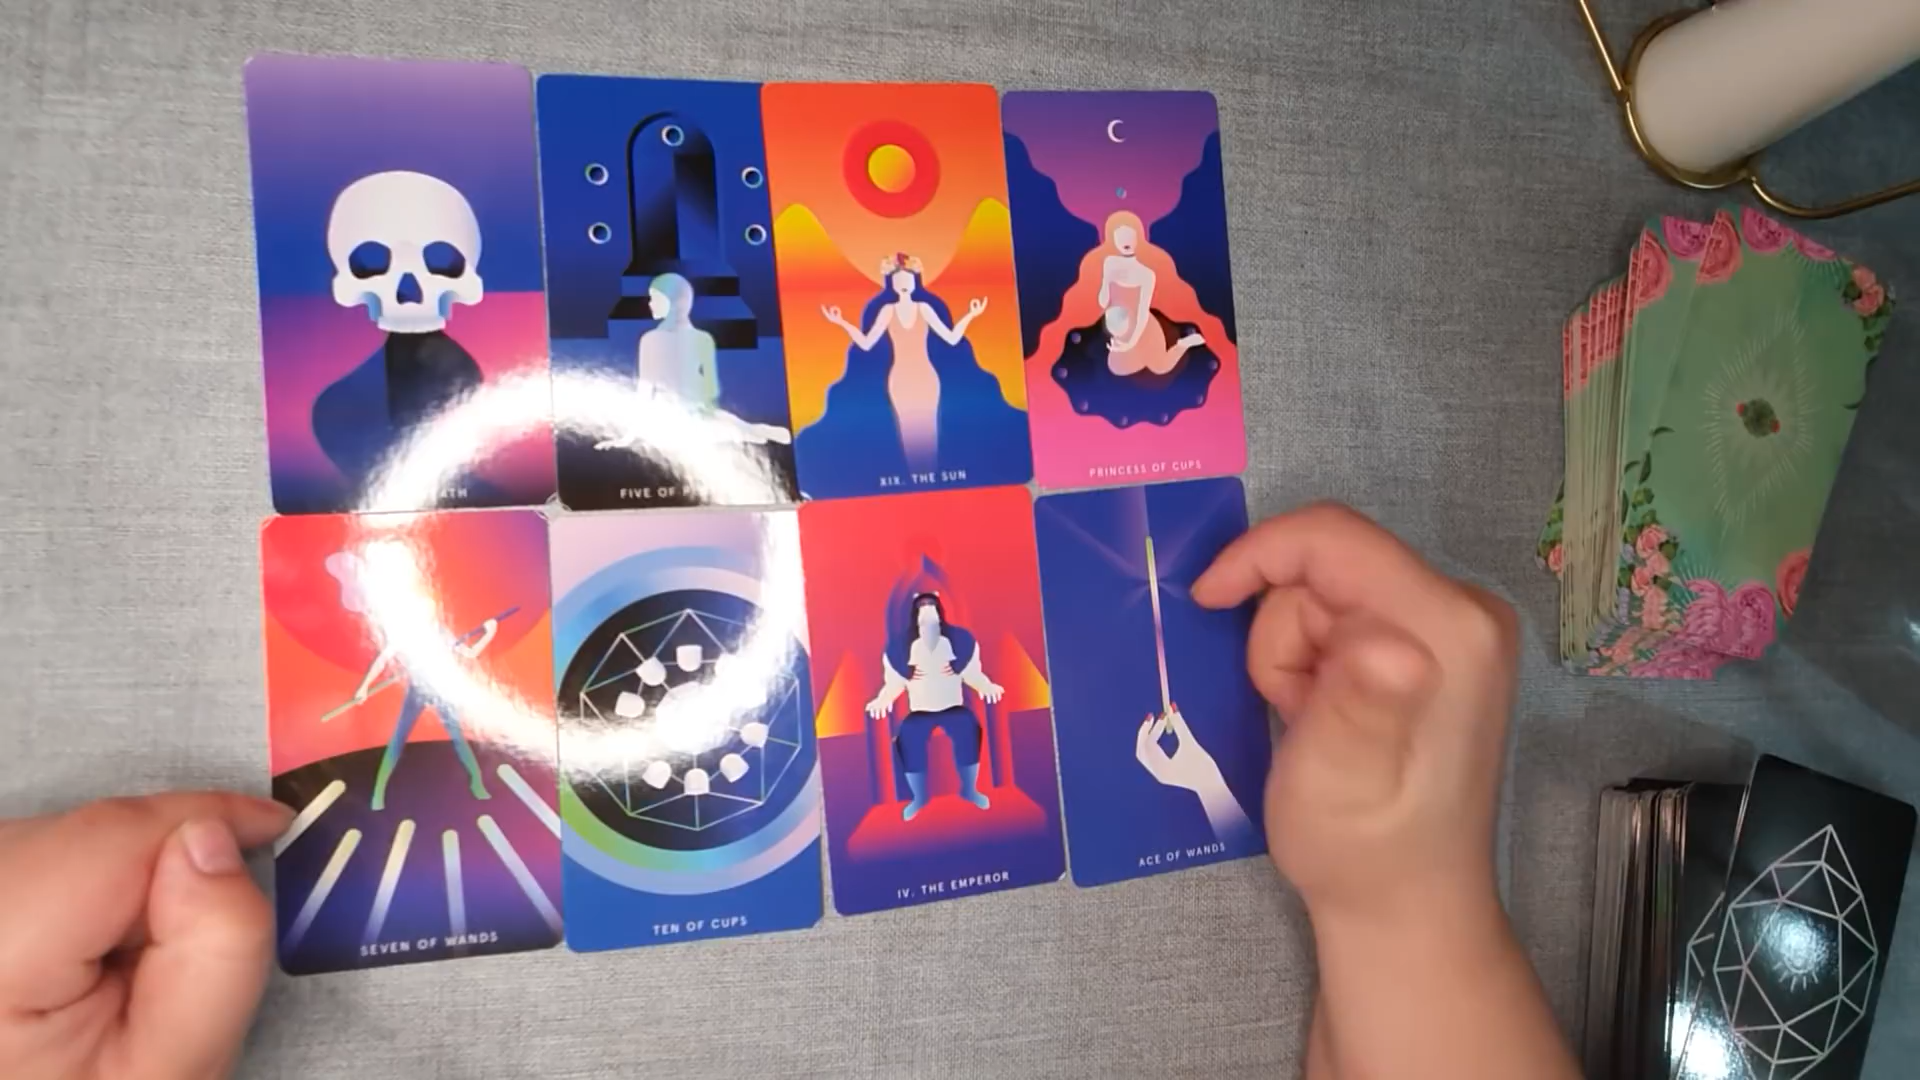 FIVE OF
XIX. THE SUN
PRINCESS OF CUPS
SEVEN OF WANDS
TEN OF CUPS
IV. THE EMPEROR
ACE OF WANDS